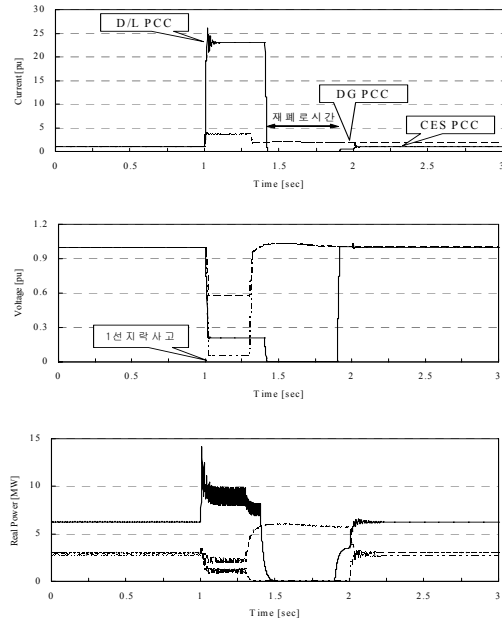 D/L PCC
DG PCC
CES PCC
재폐로시간
Current [pu]
30
25
20
15
10
5
0
0 0.5 1 1.5 2 2.5 3
Time [sec]
Voltage [pu]
1.2
0.9
0.6
0.3
0
1선지락사고
0 0.5 1 1.5 2 2.5 3
Time [sec]
Real Power [MW]
15
10
5
0
0 0.5 1 1.5 2 2.5 3
Time [sec]